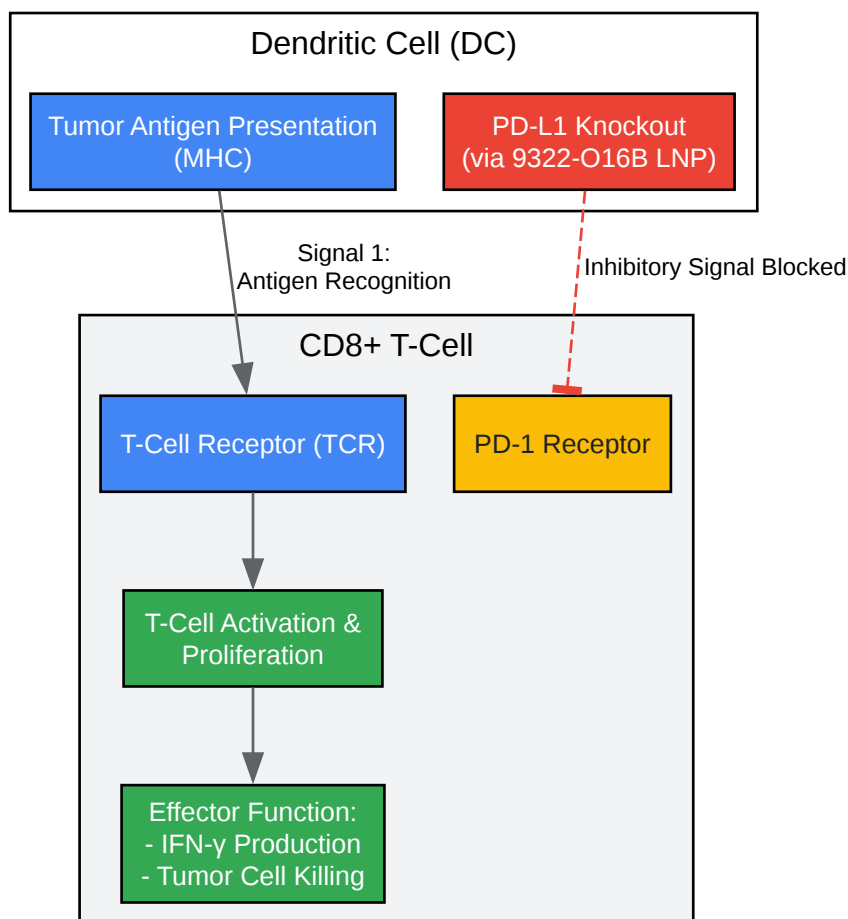 Dendritic Cell (DC)
Tumor Antigen Presentation
(MHC)
PD-L1 Knockout
(via 9322-O16B LNP)
Signal 1:
Antigen Recognition
Inhibitory Signal Blocked
CD8+ T-Cell
T-Cell Receptor (TCR)
PD-1 Receptor
T-Cell Activation &
Proliferation
Effector Function:
- IFN-γ Production
- Tumor Cell Killing